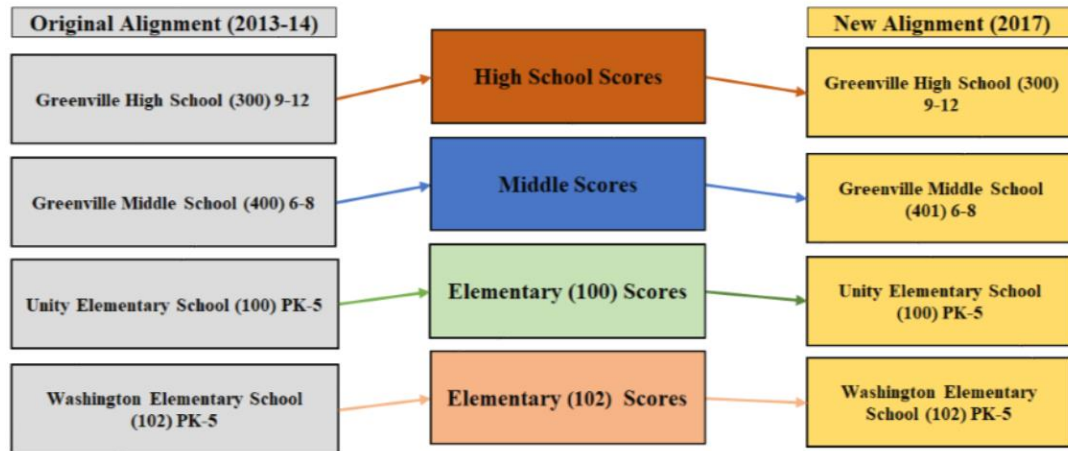 Original Alignment (2013-14)
New Alignment (2017)
Greenville High School (300) 9-12
High School Scores
Greenville High School (300)
9-12
Greenville Middle School (400) 6-8
Middle Scores
Greenville Middle School
(401) 6-8
Unity Elementary School (100) PK-5
Elementary (100) Scores
Unity Elementary School
(100) PK-5
Washington Elementary School
(102) PK-5
Elementary (102) Scores
Washington Elementary
School (102) PK-5